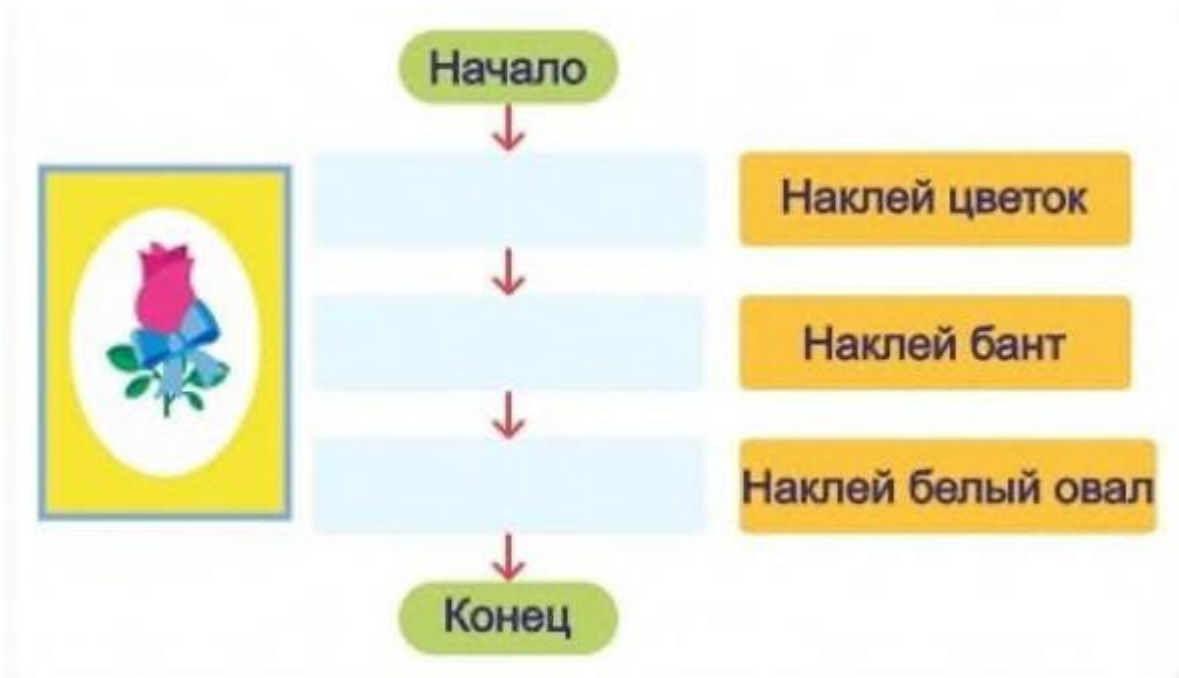 Начало
Наклей цветок
Наклей бант
Наклей белый овал
Конец